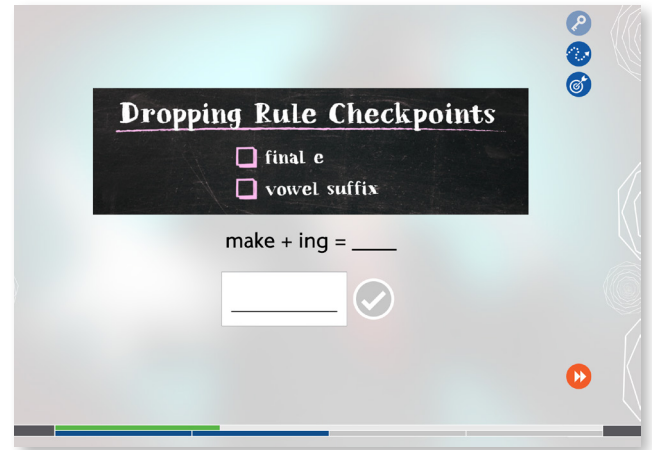 Dropping Rule Checkpoints
final e
vowel suffix
make + ing = ____